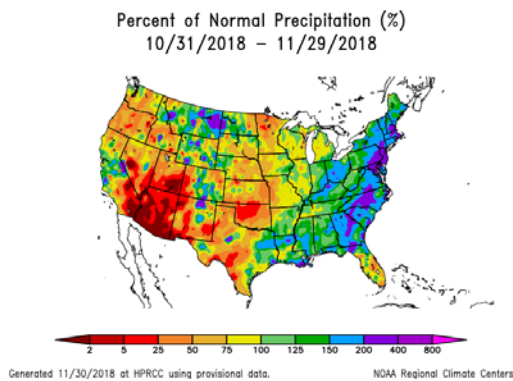 Percent of Normal Precipitation (%)
10/31/2018 – 11/29/2018
2 5 25 50 75 100 125 150 200 400 800
Generated 11/30/2018 at HPRCC using provisional data. NOAA Regional Climate Centers